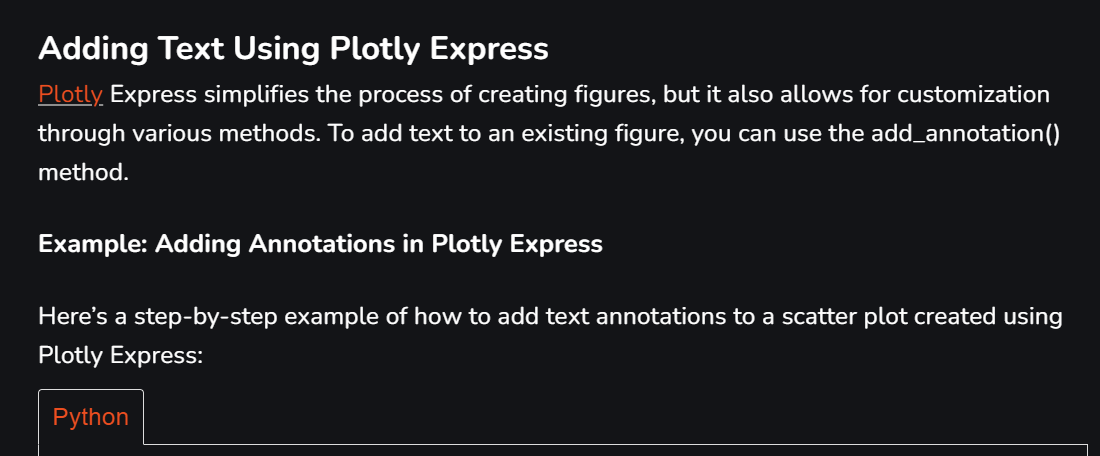 Adding Text Using Plotly Express
Plotly Express simplifies the process of creating figures, but it also allows for customization
through various methods. To add text to an existing figure, you can use the add_annotation()
method.
Example: Adding Annotations in Plotly Express
Here’s a step-by-step example of how to add text annotations to a scatter plot created using
Plotly Express:
Python